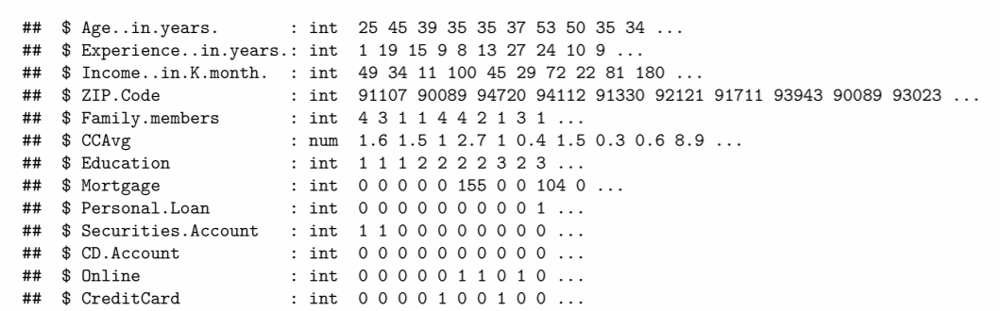 ## $ Age..in.years. : int 25 45 39 35 35 37 53 50 35 34 ...
## $ Experience..in.years.: int 1 19 15 9 8 13 27 24 10 9 ...
## $ Income..in.K.month. : int 49 34 11 100 45 29 72 22 81 180 ...
## $ ZIP.Code : int 91107 90089 94720 94112 91330 92121 91711 93943 90089 93023 ...
## $ Family.members : int 4 3 1 1 4 4 2 1 3 1 ...
## $ CCAvg : num 1.6 1.5 1 2.7 1 0.4 1.5 0.3 0.6 8.9 ...
## $ Education : int 1 1 1 2 2 2 2 3 2 3 ...
## $ Mortgage : int 0 0 0 0 0 155 0 0 104 0 ...
## $ Personal.Loan : int 0 0 0 0 0 0 0 0 0 1 ...
## $ Securities.Account : int 1 1 0 0 0 0 0 0 0 0 ...
## $ CD.Account : int 0 0 0 0 0 0 0 0 0 0 ...
## $ Online : int 0 0 0 0 0 1 1 0 1 0 ...
## $ CreditCard : int 0 0 0 0 1 0 0 1 0 0 ...